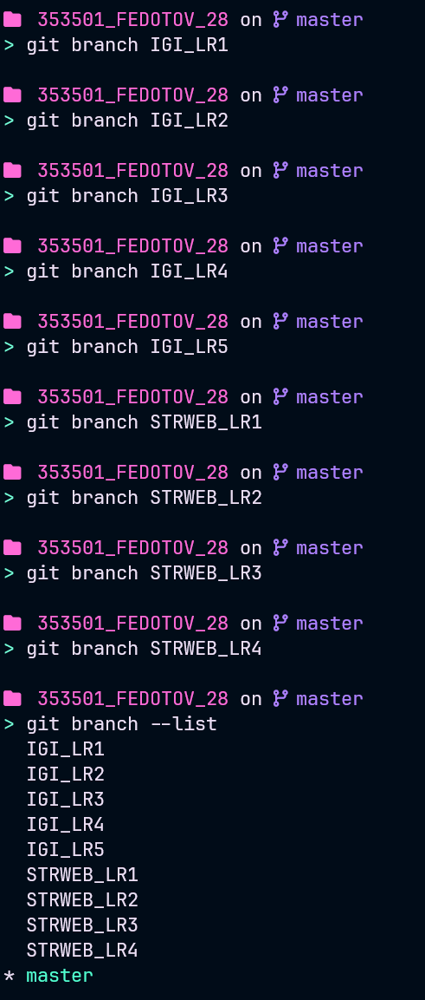 353501_FEDOTOV_28 on master
> git branch IGI_LR1
353501_FEDOTOV_28 on master
> git branch IGI_LR2
353501_FEDOTOV_28 on master
> git branch IGI_LR3
353501_FEDOTOV_28 on master
> git branch IGI_LR4
353501_FEDOTOV_28 on master
> git branch IGI_LR5
353501_FEDOTOV_28 on master
> git branch STRWEB_LR1
353501_FEDOTOV_28 on master
> git branch STRWEB_LR2
353501_FEDOTOV_28 on master
> git branch STRWEB_LR3
353501_FEDOTOV_28 on master
> git branch STRWEB_LR4
353501_FEDOTOV_28 on master
> git branch --list
IGI_LR1
IGI_LR2
IGI_LR3
IGI_LR4
IGI_LR5
STRWEB_LR1
STRWEB_LR2
STRWEB_LR3
STRWEB_LR4
* master